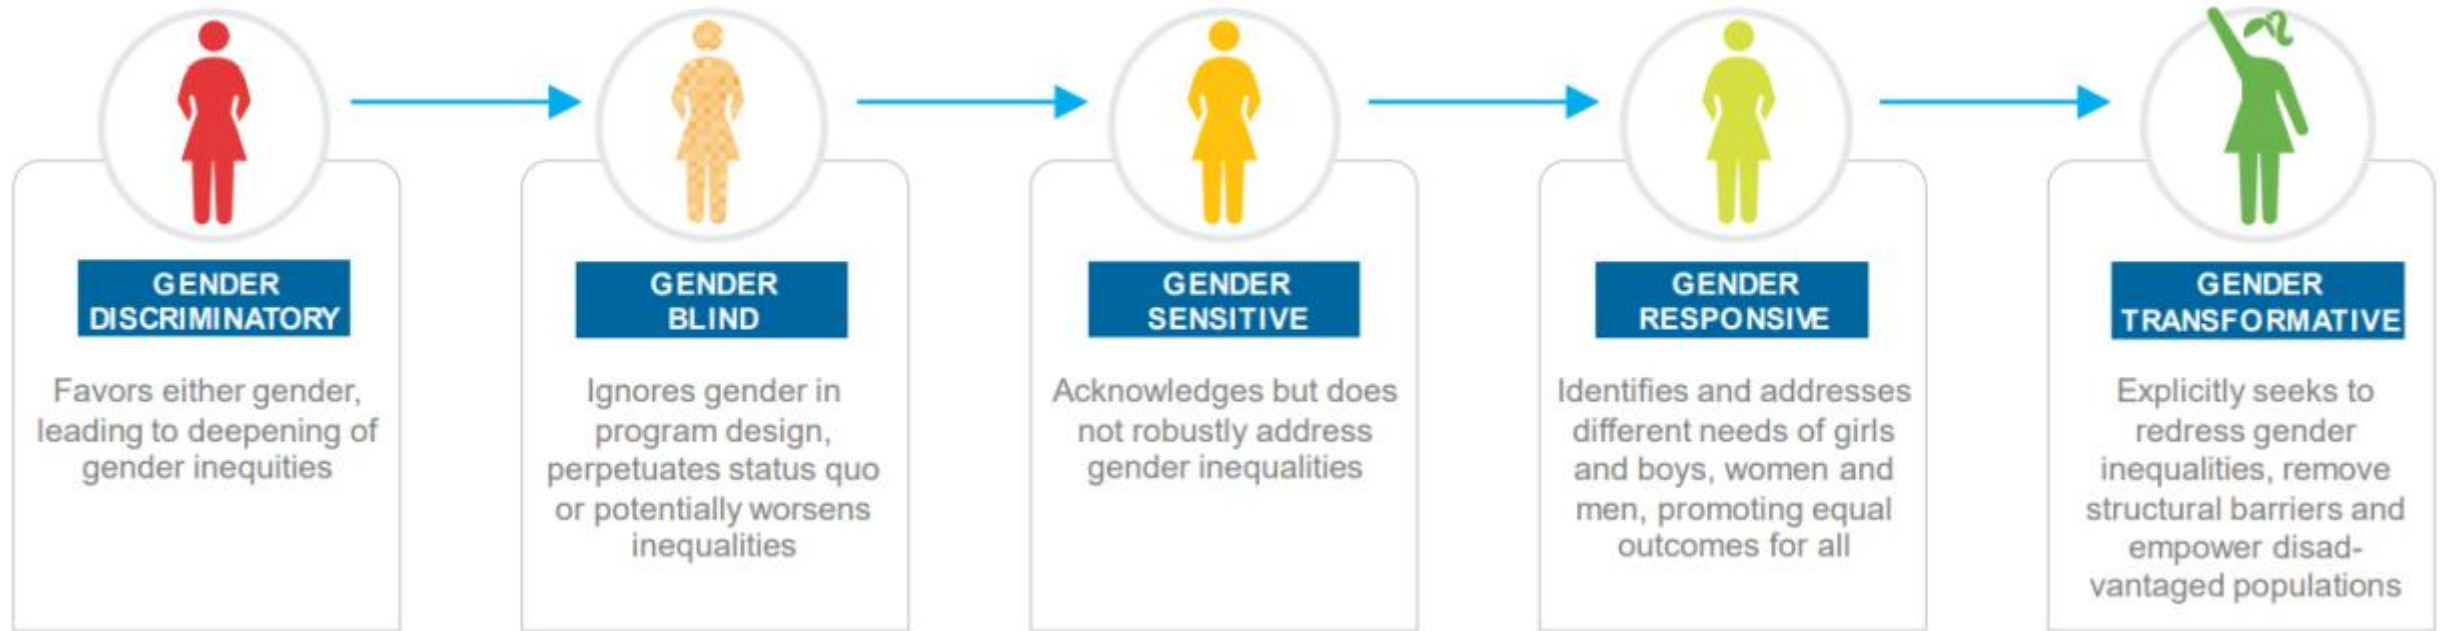 GENDER
DISCRIMINATORY
Favors either gender,
leading to deepening of
gender inequities
GENDER
BLIND
Ignores gender in
program design,
perpetuates status quo
or potentially worsens
inequalities
GENDER
SENSITIVE
Acknowledges but does
not robustly address
gender inequalities
GENDER
RESPONSIVE
Identifies and addresses
different needs of girls
and boys, women and
men, promoting equal
outcomes for all
GENDER
TRANSFORMATIVE
Explicitly seeks to
redress gender
inequalities, remove
structural barriers and
empower disad-
vantaged populations